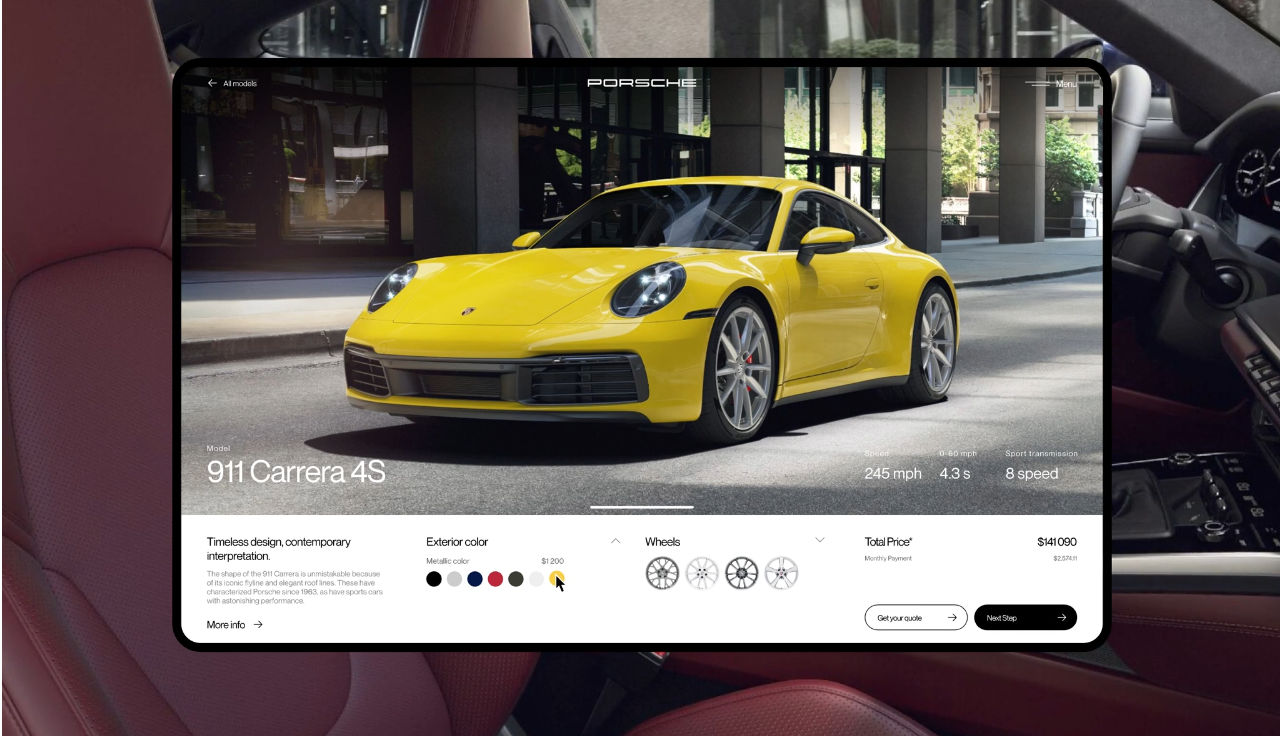 All models
PORSCHE
Menu
Model
911 Carrera 4S
Speed
245 mph
0-60 mph
4.3 s
Sport transmission
8 speed
Timeless design, contemporary
interpretation.
The shape of the 911 Carrera is unmistakable because
of its iconic flyline and elegant roof lines. These have
characterized Porsche since 1963, as have sports cars
with astonishing performance.
More info
Exterior color
Metallic color
$1 200
Wheels
Total Price*
$141 090
Monthly Payment
$2,574.11
Get your quote
Next Step